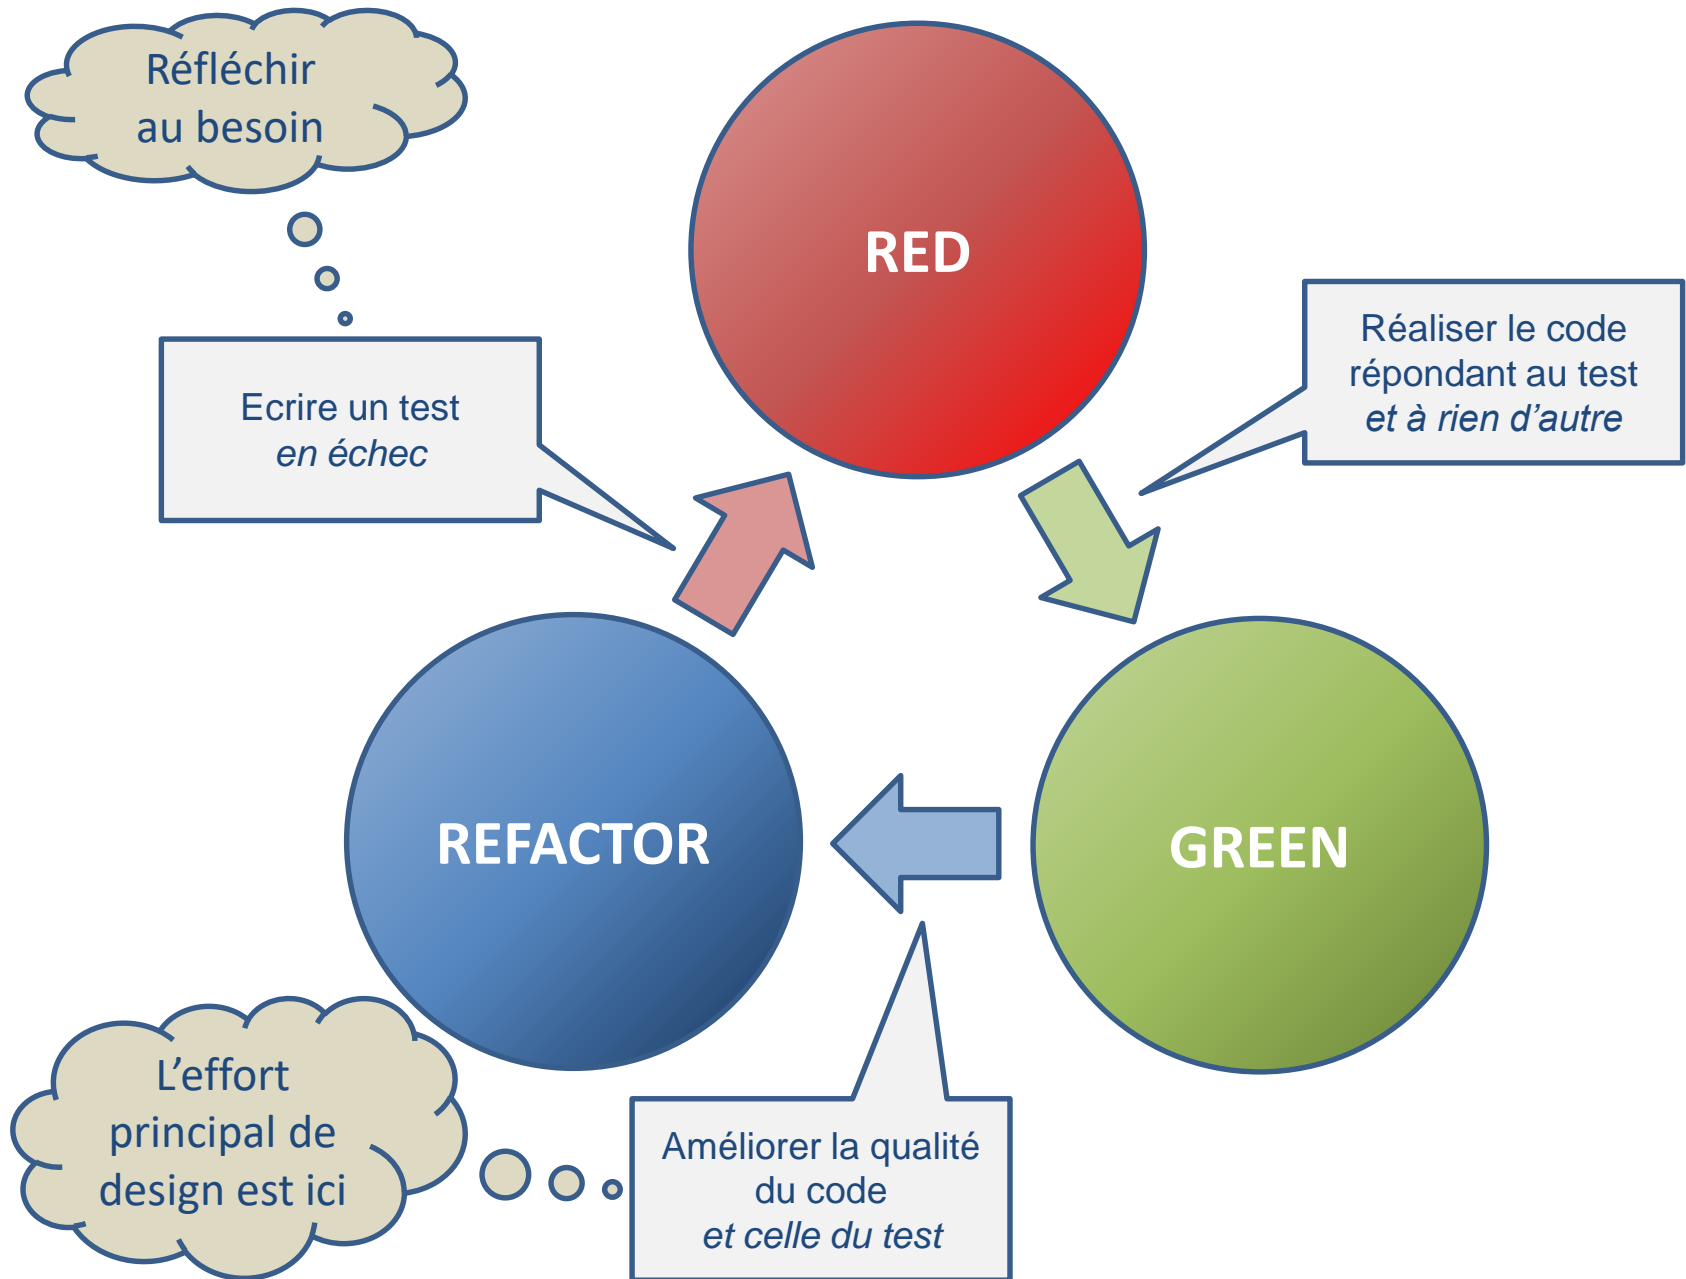 Réfléchir
au besoin
RED
Réaliser le code
répondant au test
et à rien d’autre
Ecrire un test
en échec
REFACTOR
GREEN
L’effort
principal de
design est ici
Améliorer la qualité
du code
et celle du test